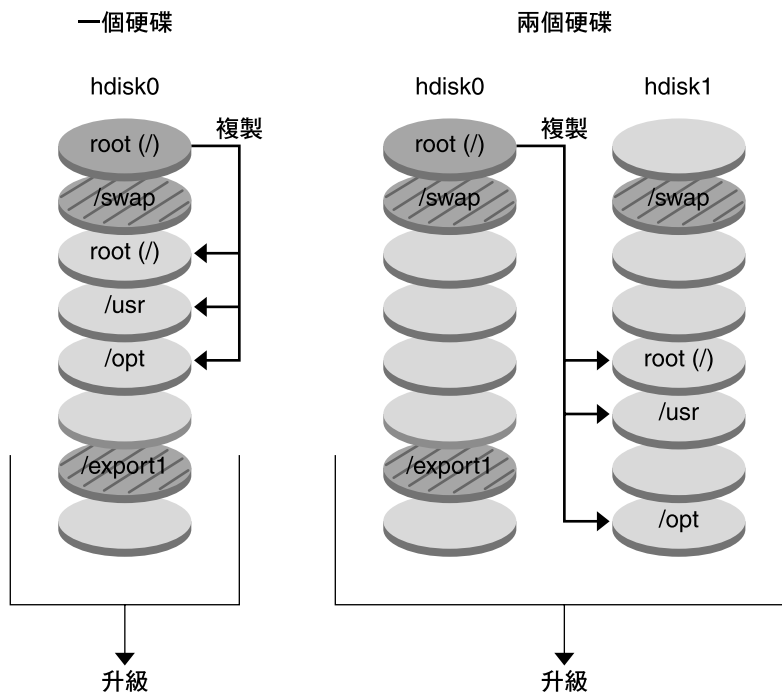 一個硬碟
hdisk0
root (/)
複製
/swap
root (/)
/usr
/opt
/export1
升級
兩個硬碟
hdisk0
hdisk1
root (/)
複製
/swap
/swap
root (/)
/usr
/export1
/opt
升級